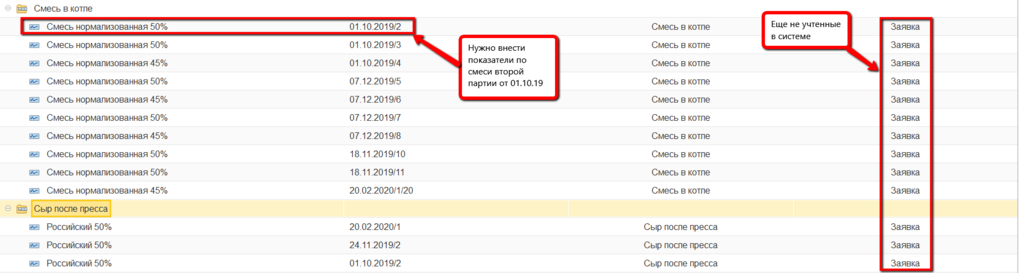 Смесь в котле
Смесь нормализованная 50% 01.10.2019/2 Смесь в котле Заявка
Смесь нормализованная 50% 01.10.2019/3 Смесь в котле Заявка
Смесь нормализованная 45% 01.10.2019/4 Смесь в котле Заявка
Смесь нормализованная 50% 07.12.2019/5 Смесь в котле Заявка
Смесь нормализованная 45% 07.12.2019/6 Смесь в котле Заявка
Смесь нормализованная 50% 07.12.2019/7 Смесь в котле Заявка
Смесь нормализованная 45% 07.12.2019/8 Смесь в котле Заявка
Смесь нормализованная 50% 18.11.2019/10 Смесь в котле Заявка
Смесь нормализованная 50% 18.11.2019/11 Смесь в котле Заявка
Смесь нормализованная 45% 20.02.2020/1/20 Смесь в котле Заявка
Сыр после пресса
Российский 50% 20.02.2020/1 Сыр после пресса Заявка
Российский 50% 24.11.2019/2 Сыр после пресса Заявка
Российский 50% 01.10.2019/2 Сыр после пресса Заявка
Нужно внести
показатели по
смеси второй
партии от 01.10.19
Еще не учтенные
в системе